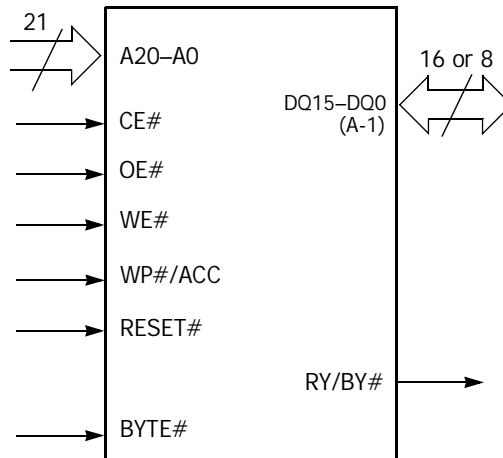 21
A20–A0
16 or 8
DQ15–DQ0
(A-1)
CE#
OE#
WE#
WP#/ACC
RESET#
RY/BY#
BYTE#